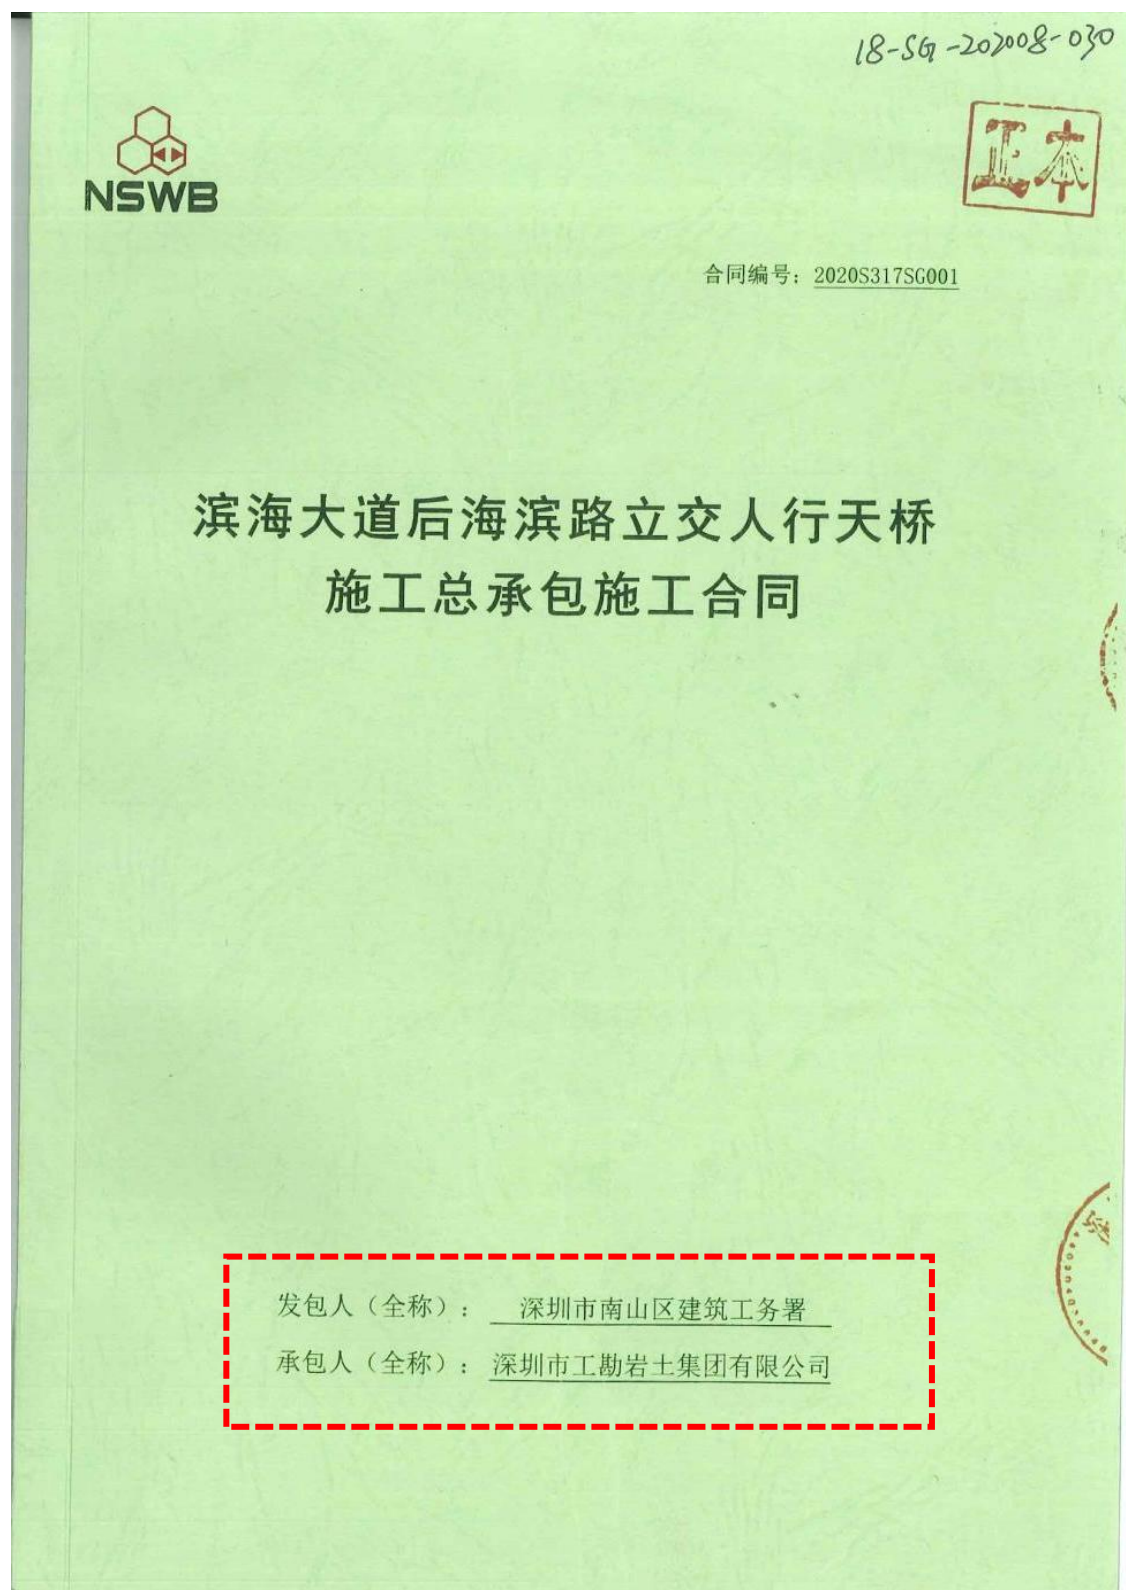 18-SG-202008-030
正本
NSWB
合同编号：2020S317SG001
滨海大道后海滨路立交人行天桥
施工总承包施工合同
发包人（全称）：深圳市南山区建筑工务署
承包人（全称）：深圳市工勘岩土集团有限公司